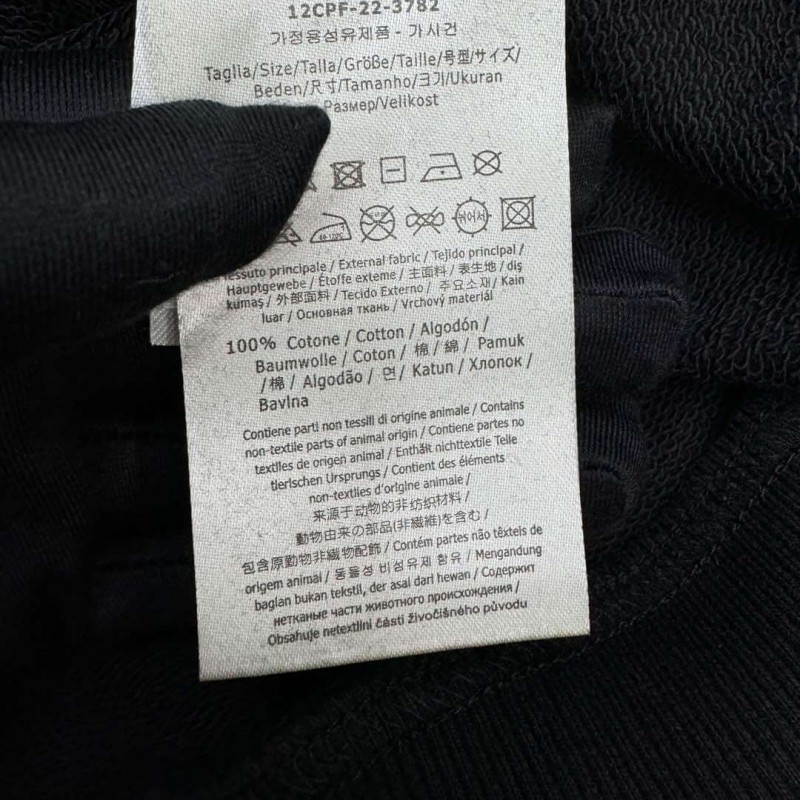 12CPF-22-3782
가정용섬유제품 - 가시건
Taglia/Size/Talla/Größe/Taille/号型/サイズ/
Beden/尺寸/Tamanho/크기/Ukuran
Размер/Velikost
essuto principale / External fabric / Tejido principal /
Hauptgewebe / Étoffe externe / 主面料 / 表生地 / dış
kumaş / 外部面料 / Tecido Externo / 주요소재/ Kain
luar / Основная ткань / Vrchový materiál
100% Cotone / Cotton / Algodón /
Baumwolle / Coton / 棉 / 綿 / Pamuk
/ 棉 / Algodão / 면/ Katun / Хлопок /
Bavlna
Contiene parti non tessili di origine animale / Contains
non-textile parts of animal origin / Contiene partes no
textiles de origen animal / Enthält nichttextile Teile
tierischen Ursprungs / Contient des éléments
non-textiles d'origine animale /
来源于动物的非纺织材料 /
動物由来の部品(非繊維)を含む /
包含原動物非織物配飾 / Contém partes não têxteis de
origem animal / 동물성 비섬유제 함유 / Mengandung
baglan bukan tekstil, der asal darl hewan / Содержит
нетканые части животного происхождения /
Obsahuje netextilní části živočišného původu